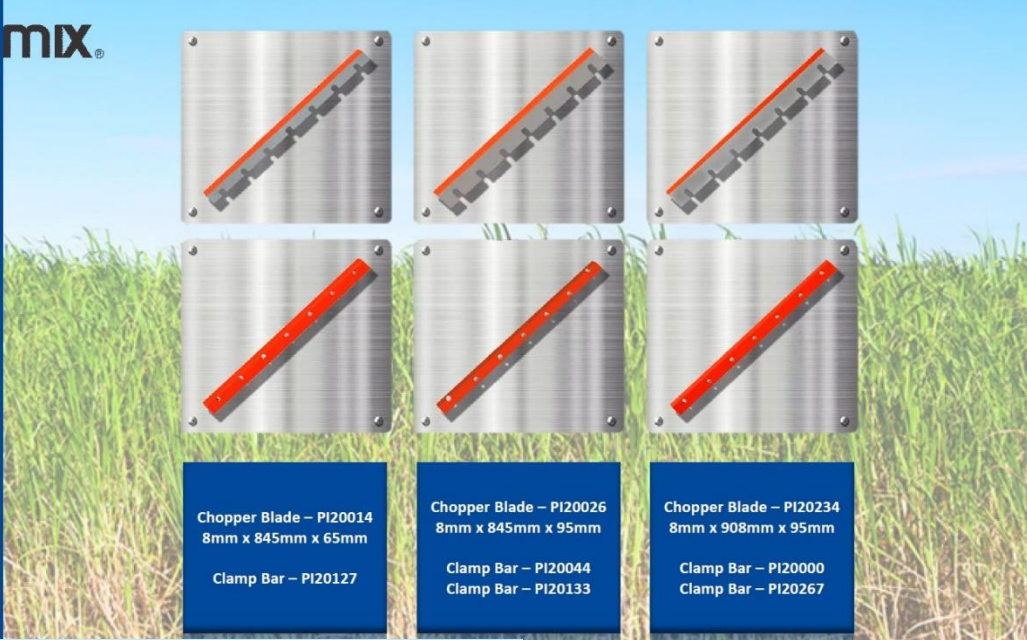 mix®
Chopper Blade – PI20014
8mm x 845mm x 65mm
Clamp Bar – PI20127
Chopper Blade – PI20026
8mm x 845mm x 95mm
Clamp Bar – PI20044
Clamp Bar – PI20133
Chopper Blade – PI20234
8mm x 908mm x 95mm
Clamp Bar – PI20000
Clamp Bar – PI20267